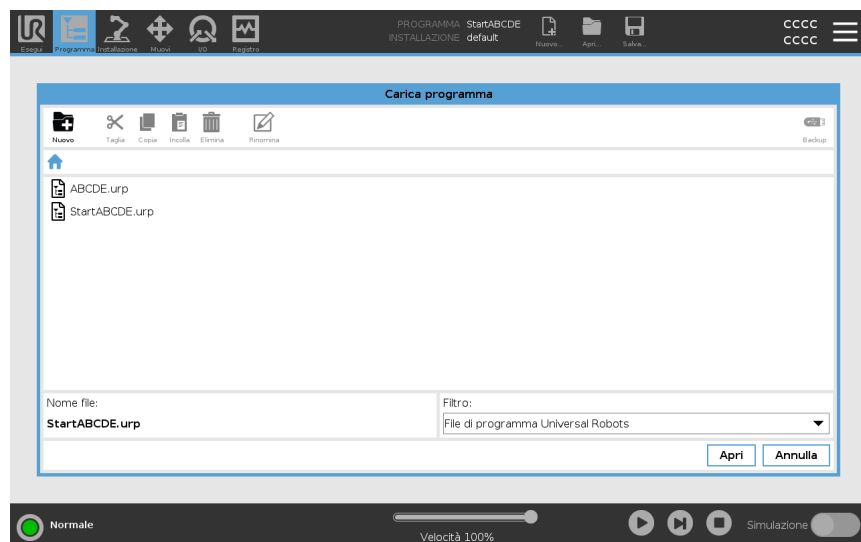 PROGRAMMA StartABCDE
INSTALLAZIONE default
CCCC
CCCC
Esegui Programma Installazione Muovi I/O Registro Nuovo... Apri... Salva...
Carica programma
Nuovo Taglia Copia Incolla Elimina Rinomina Backup
ABCDE.urp
StartABCDE.urp
Nome file: Filtro:
StartABCDE.urp File di programma Universal Robots
Apri Annulla
Normale Simulazione
Velocità 100%